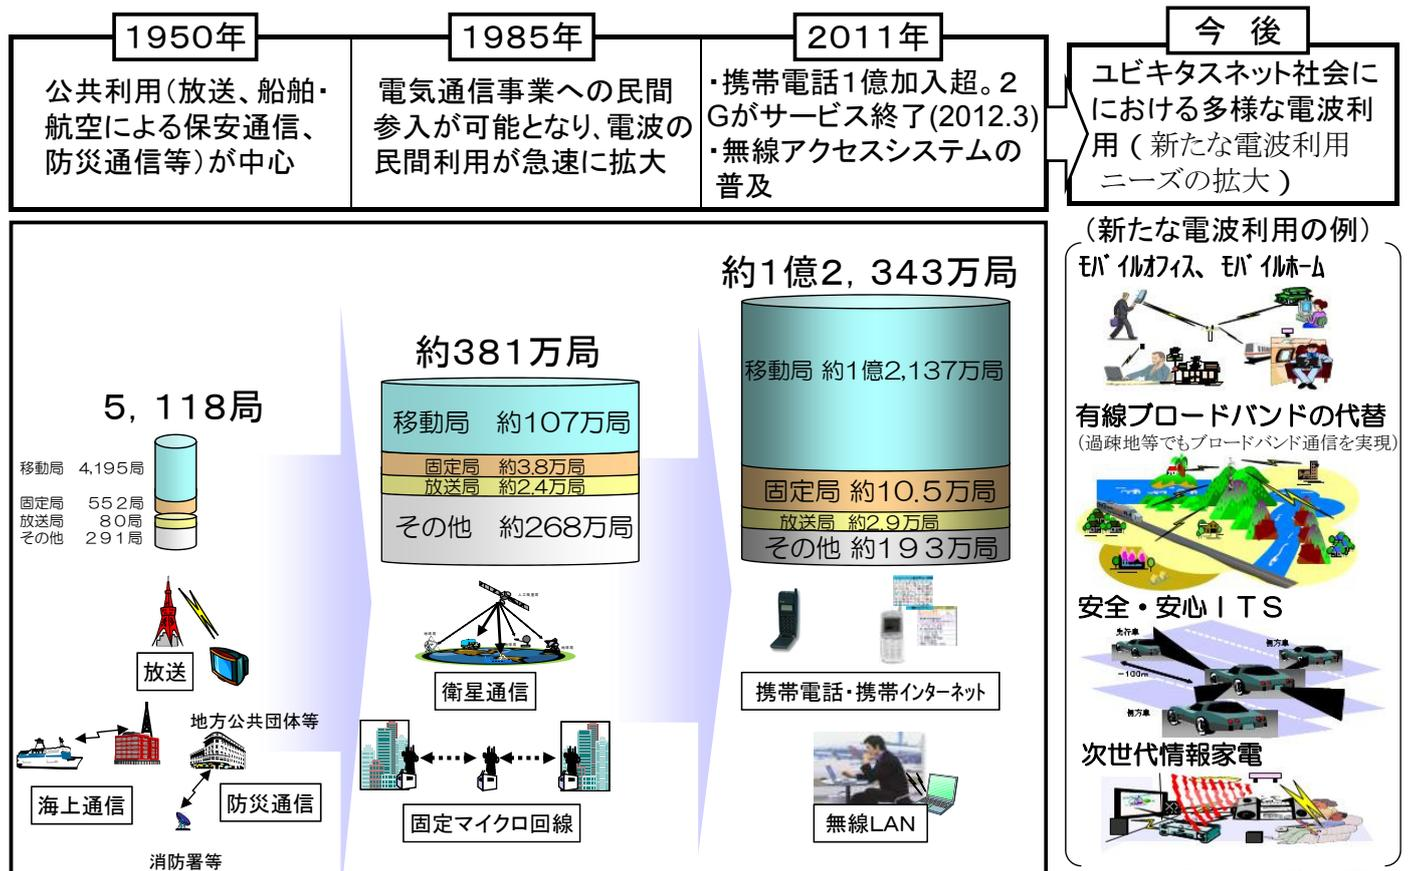 1950年
公共利用(放送、船舶・
航空による保安通信、
防災通信等)が中心
1985年
電気通信事業への民間
参入が可能となり、電波の
民間利用が急速に拡大
2011年
・携帯電話1億加入超。2
Gがサービス終了(2012.3)
・無線アクセスシステムの
普及
今 後
ユビキタスネット社会に
における多様な電波利
用(新たな電波利用
ニーズの拡大)
5,118局
移動局 4,195局
固定局 552局
放送局 80局
その他 291局
放送
地方公共団体等
海上通信
防災通信
消防署等
約381万局
移動局 約107万局
固定局 約3.8万局
放送局 約2.4万局
その他 約268万局
衛星通信
固定マイクロ回線
約1億2,343万局
移動局 約1億2,137万局
固定局 約10.5万局
放送局 約2.9万局
その他 約193万局
携帯電話・携帯インターネット
無線LAN
(新たな電波利用の例)
モバイルオフィス、モバイルホーム
有線ブロードバンドの代替
(過疎地等でもブロードバンド通信を実現)
安全・安心ITS
先行車
後方車
~100m
次世代情報家電